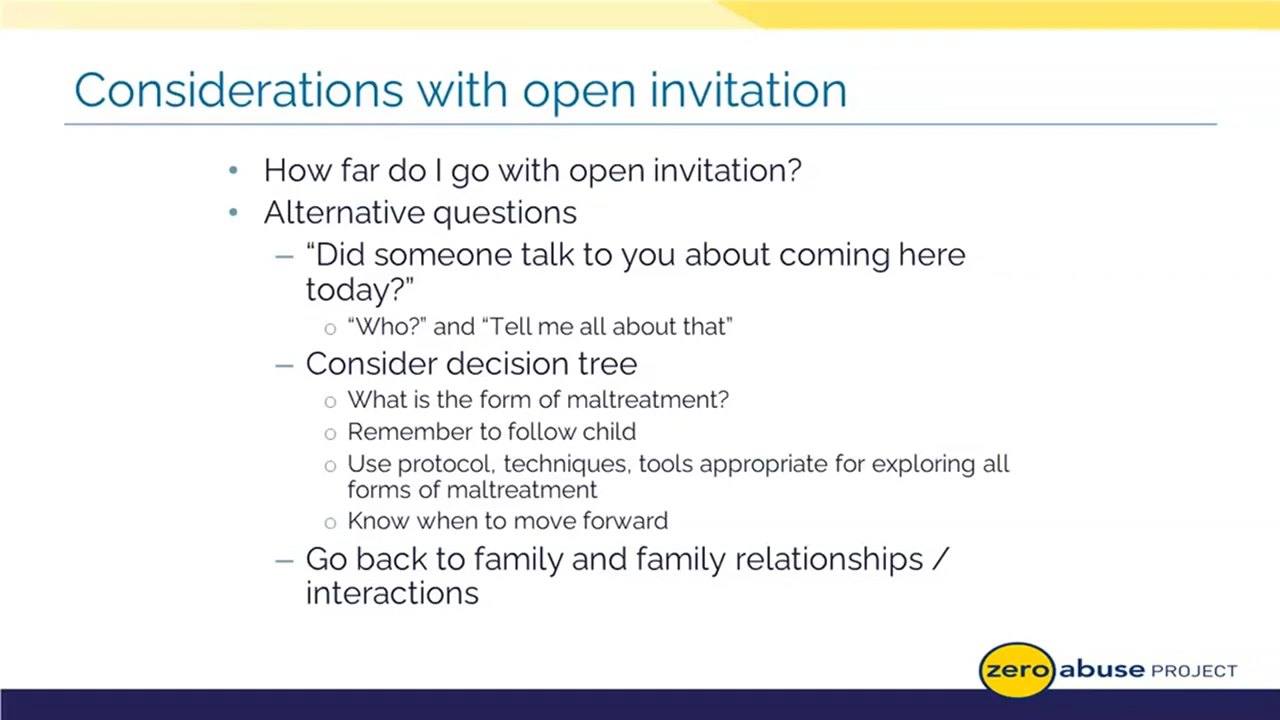 Considerations with open invitation
• How far do I go with open invitation?
• Alternative questions
– “Did someone talk to you about coming here
today?”
o “Who?” and “Tell me all about that”
– Consider decision tree
o What is the form of maltreatment?
o Remember to follow child
o Use protocol, techniques, tools appropriate for exploring all
forms of maltreatment
o Know when to move forward
– Go back to family and family relationships /
interactions
zero abuse PROJECT